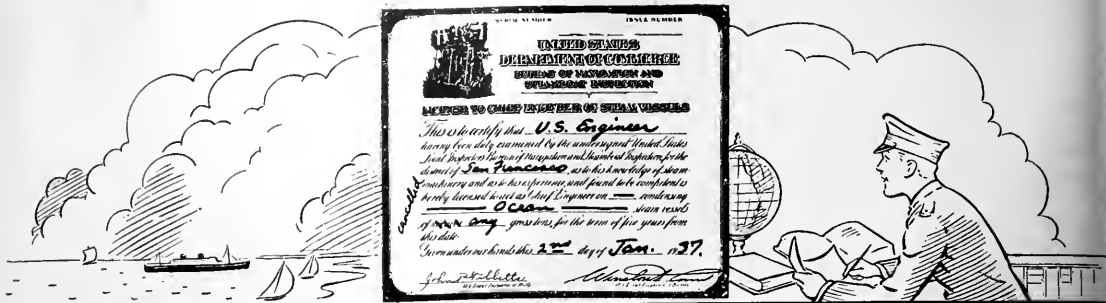 SERIAL NUMBER ISSUE NUMBER
UNITED STATES
DEPARTMENT OF COMMERCE
BUREAU OF NAVIGATION AND
STEAMBOAT INSPECTION
LICENSE TO CHIEF ENGINEER OF STEAM VESSELS
This is to certify that U.S. Engineer
having been duly examined by the undersigned United States
Local Inspectors Bureau of Navigation and Steamboat Inspection, for the
district of San Francisco, as to his knowledge of steam
machinery and as to his experience, and found to be competent is
hereby licensed to act as Chief Engineer on — condensing
Ocean steam vessels
of any gross tons, for the term of five years from
this date
Given under our hands this 2nd day of Jan. 1937.
cancelled
John